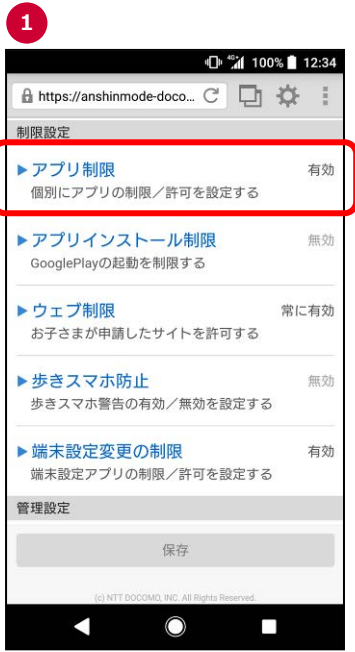 1
4G 100% 12:34
https://anshinmode-doco...
制限設定
▶アプリ制限 有効
個別にアプリの制限／許可を設定する
▶アプリインストール制限 無効
GooglePlayの起動を制限する
▶ウェブ制限 常に有効
お子さまが申請したサイトを許可する
▶歩きスマホ防止 無効
歩きスマホ警告の有効／無効を設定する
▶端末設定変更の制限 有効
端末設定アプリの制限／許可を設定する
管理設定
保存
(c) NTT DOCOMO, INC. All Rights Reserved.